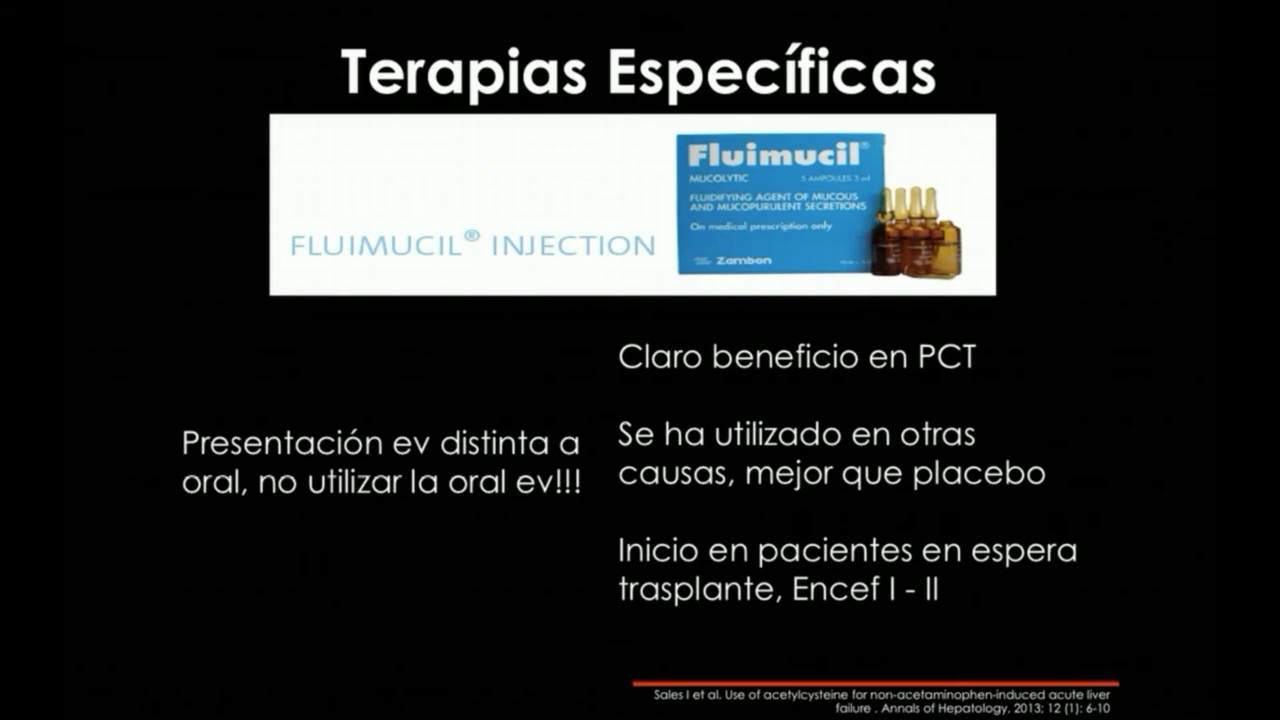 Terapias Específicas
FLUIMUCIL® INJECTION
Fluimucil®
MUCOLYTIC 5 AMPOULES 3 ml
FLUIDIFYING AGENT OF MUCOUS
AND MUCOPURULENT SECRETIONS
On medical prescription only
Zambon
Presentación ev distinta a
oral, no utilizar la oral ev!!!
Claro beneficio en PCT
Se ha utilizado en otras
causas, mejor que placebo
Inicio en pacientes en espera
trasplante, Encef I - II
Sales I et al. Use of acetylcysteine for non-acetaminophen-induced acute liver
failure . Annals of Hepatology, 2013; 12 (1): 6-10